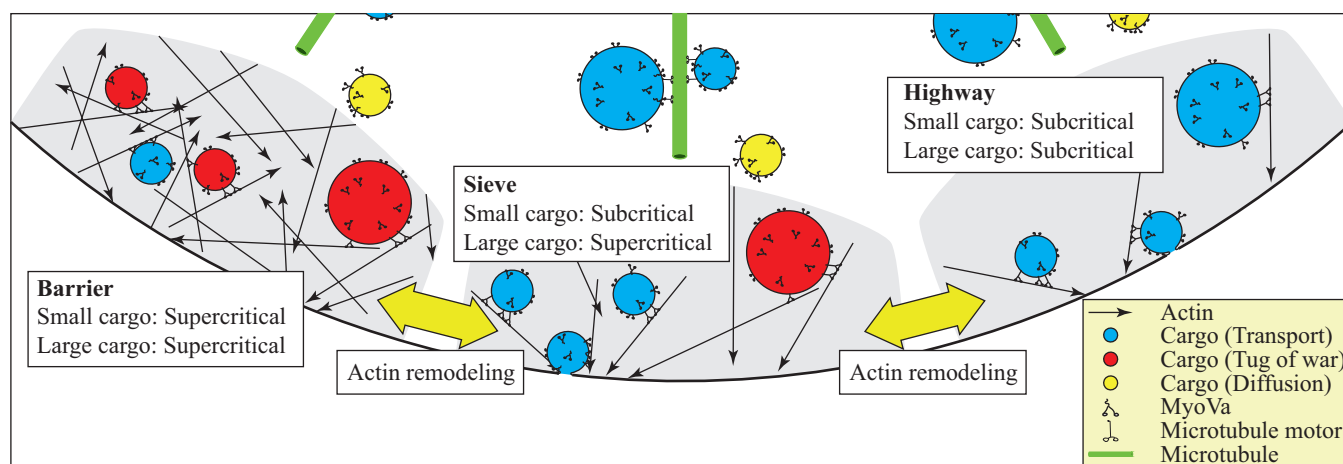 Highway
Small cargo: Subcritical
Large cargo: Subcritical
Sieve
Small cargo: Subcritical
Large cargo: Supercritical
Barrier
Small cargo: Supercritical
Large cargo: Supercritical
Actin remodeling
Actin remodeling
Actin
Cargo (Transport)
Cargo (Tug of war)
Cargo (Diffusion)
MyoVa
Microtubule motor
Microtubule